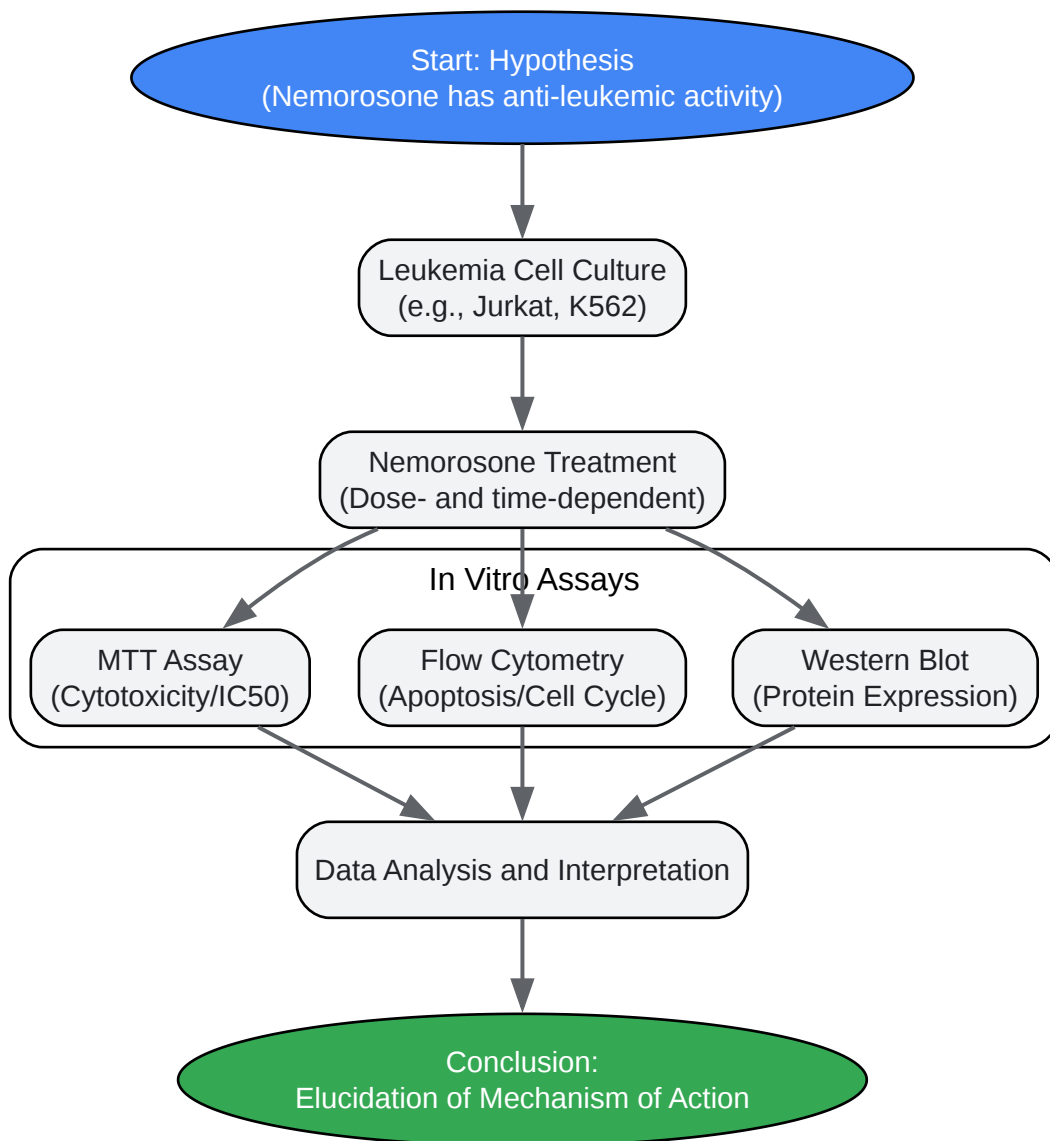 Start: Hypothesis
(Nemorosone has anti-leukemic activity)
Leukemia Cell Culture
(e.g., Jurkat, K562)
Nemorosone Treatment
(Dose- and time-dependent)
In Vitro Assays
MTT Assay
(Cytotoxicity/IC50)
Flow Cytometry
(Apoptosis/Cell Cycle)
Western Blot
(Protein Expression)
Data Analysis and Interpretation
Conclusion:
Elucidation of Mechanism of Action